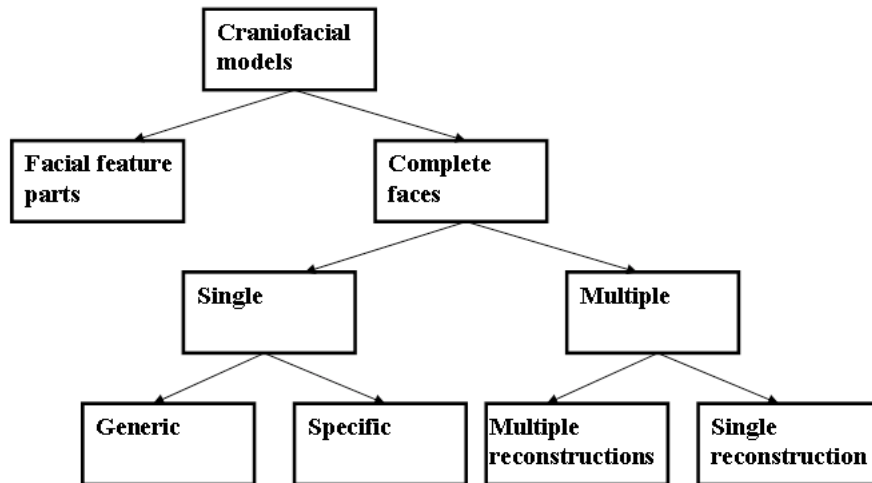 Craniofacial
models
Facial feature
parts
Complete
faces
Single
Multiple
Generic
Specific
Multiple
reconstructions
Single
reconstruction